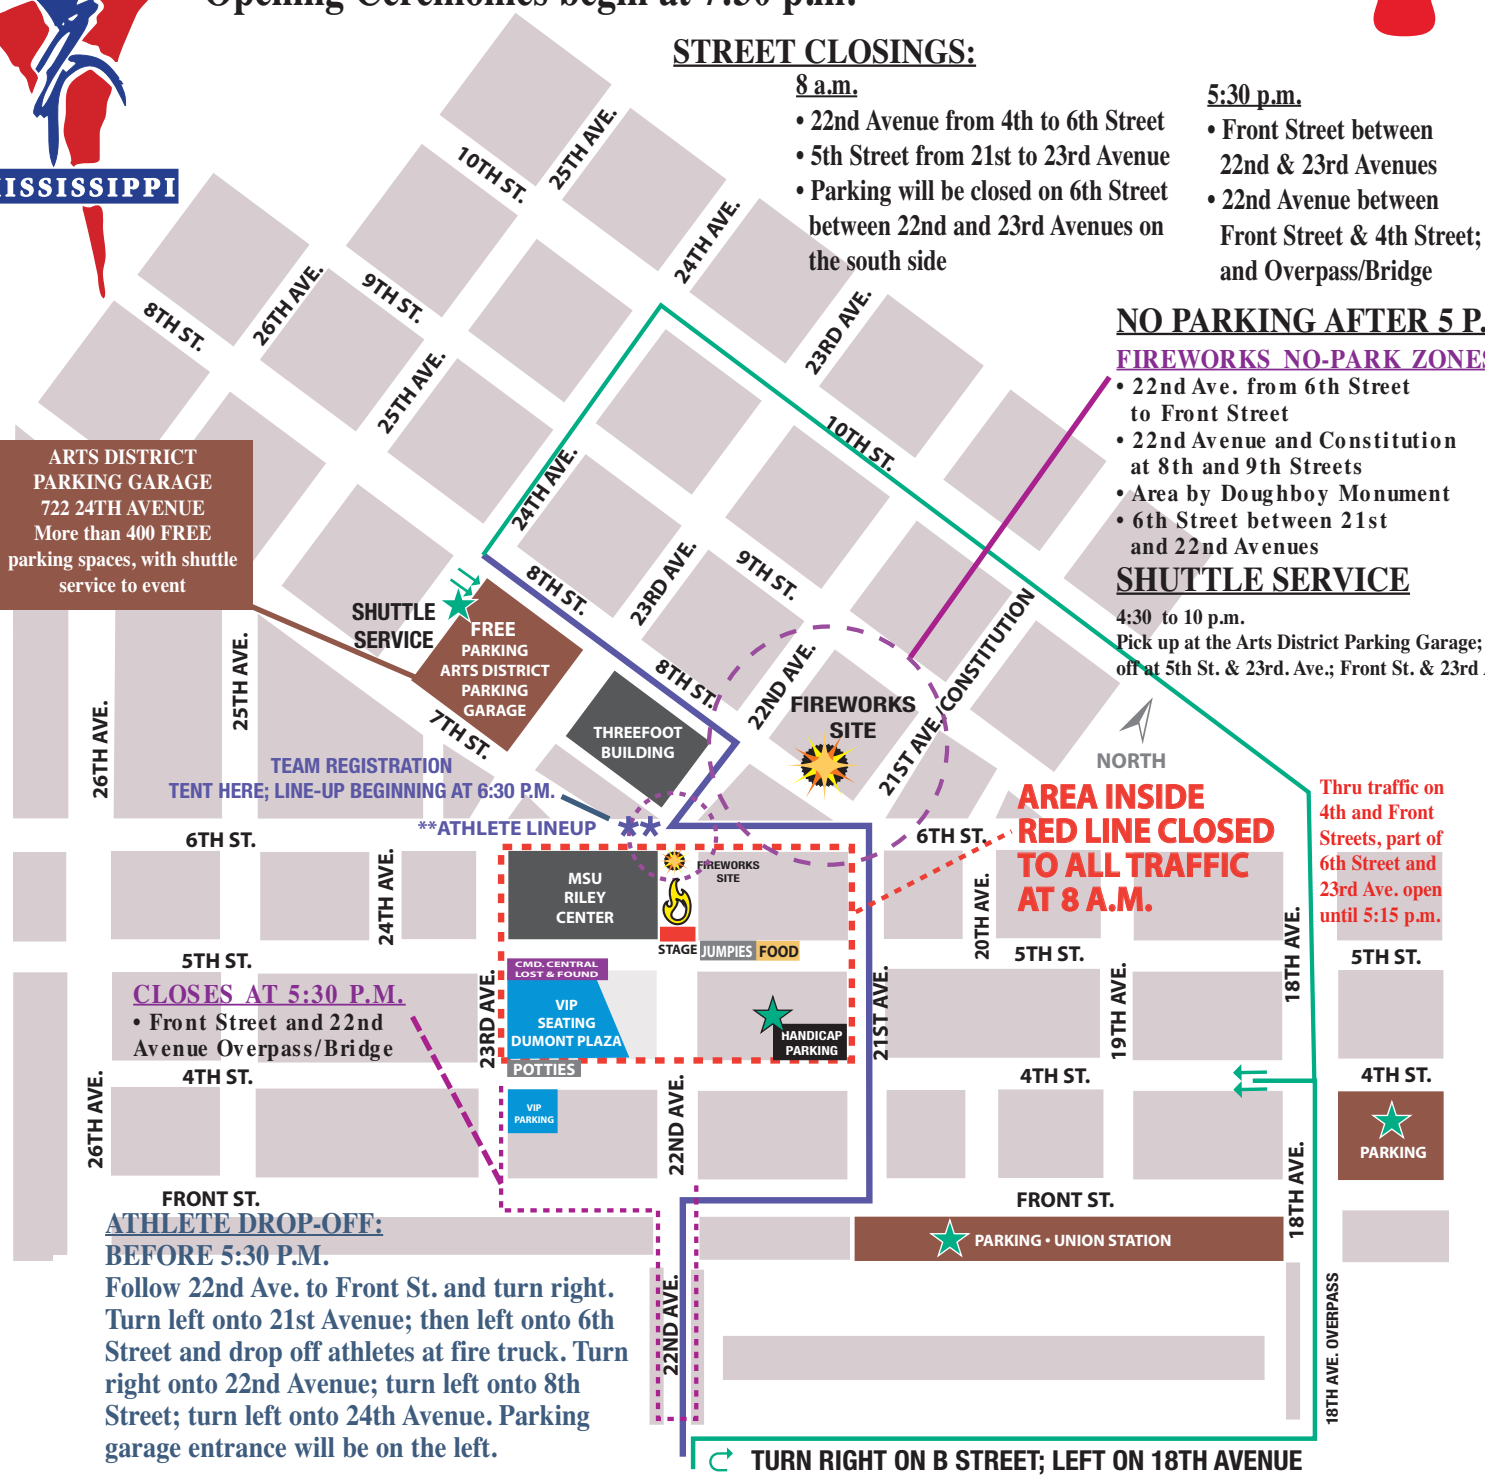 Opening Ceremonies begin at 7:30 p.m.
MISSISSIPPI
STREET CLOSINGS:
8 a.m.
• 22nd Avenue from 4th to 6th Street
• 5th Street from 21st to 23rd Avenue
• Parking will be closed on 6th Street
between 22nd and 23rd Avenues on
the south side
5:30 p.m.
• Front Street between
22nd & 23rd Avenues
• 22nd Avenue between
Front Street & 4th Street;
and Overpass/Bridge
NO PARKING AFTER 5 P.
FIREWORKS NO-PARK ZONES
• 22nd Ave. from 6th Street
to Front Street
• 22nd Avenue and Constitution
at 8th and 9th Streets
• Area by Doughboy Monument
• 6th Street between 21st
and 22nd Avenues
SHUTTLE SERVICE
4:30 to 10 p.m.
Pick up at the Arts District Parking Garage;
off at 5th St. & 23rd. Ave.; Front St. & 23rd
10TH ST.
25TH AVE.
24TH AVE.
23RD AVE.
26TH AVE.
9TH ST.
8TH ST.
25TH AVE.
10TH ST.
24TH AVE.
ARTS DISTRICT
PARKING GARAGE
722 24TH AVENUE
More than 400 FREE
parking spaces, with shuttle
service to event
SHUTTLE
SERVICE
FREE
PARKING
ARTS DISTRICT
PARKING
GARAGE
8TH ST.
23RD AVE.
9TH ST.
8TH ST.
22ND AVE.
21ST AVE./CONSTITUTION
FIREWORKS
SITE
NORTH
7TH ST.
THREEFOOT
BUILDING
26TH AVE.
25TH AVE.
TEAM REGISTRATION
TENT HERE; LINE-UP BEGINNING AT 6:30 P.M.
**ATHLETE LINEUP
**
6TH ST.
6TH ST.
AREA INSIDE
RED LINE CLOSED
TO ALL TRAFFIC
AT 8 A.M.
Thru traffic on
4th and Front
Streets, part of
6th Street and
23rd Ave. open
until 5:15 p.m.
24TH AVE.
MSU
RILEY
CENTER
FIREWORKS
SITE
STAGE
JUMPIES
FOOD
20TH AVE.
18TH AVE.
5TH ST.
5TH ST.
5TH ST.
CMD. CENTRAL
LOST & FOUND
VIP
SEATING
DUMONT PLAZA
POTTIES
HANDICAP
PARKING
23RD AVE.
21ST AVE.
19TH AVE.
CLOSES AT 5:30 P.M.
• Front Street and 22nd
Avenue Overpass/Bridge
4TH ST.
4TH ST.
4TH ST.
26TH AVE.
VIP
PARKING
22ND AVE.
18TH AVE.
PARKING
FRONT ST.
FRONT ST.
PARKING • UNION STATION
ATHLETE DROP-OFF:
BEFORE 5:30 P.M.
Follow 22nd Ave. to Front St. and turn right.
Turn left onto 21st Avenue; then left onto 6th
Street and drop off athletes at fire truck. Turn
right onto 22nd Avenue; turn left onto 8th
Street; turn left onto 24th Avenue. Parking
garage entrance will be on the left.
22ND AVE.
18TH AVE. OVERPASS
TURN RIGHT ON B STREET; LEFT ON 18TH AVENUE